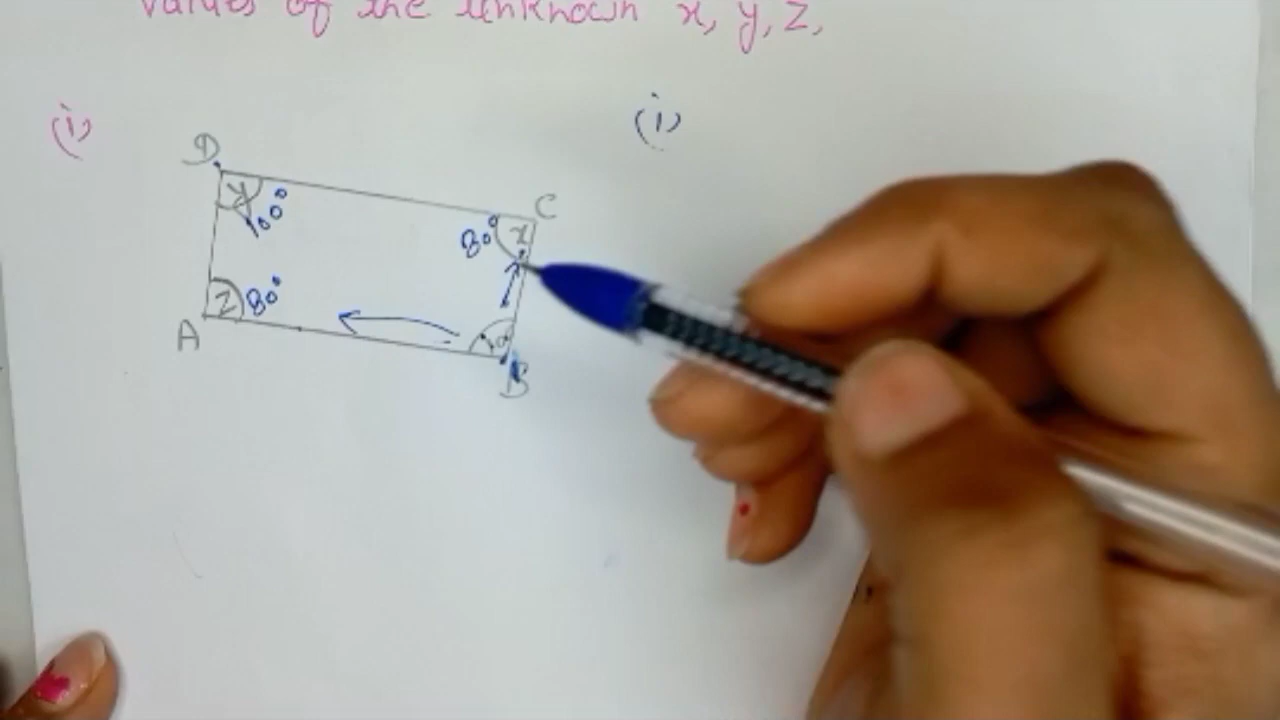 values of the unknown x, y, z,
(i)
(i)
D
y
100°
C
80°
x
z
80°
A
B